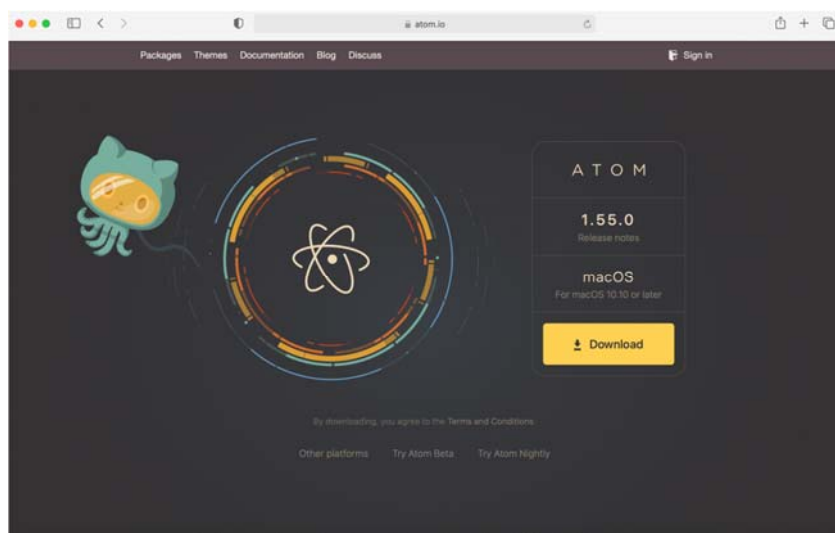 atom.io
Packages Themes Documentation Blog Discuss Sign in
ATOM
1.55.0
Release notes
macOS
For macOS 10.10 or later
Download
By downloading, you agree to the Terms and Conditions
Other platforms Try Atom Beta Try Atom Nightly